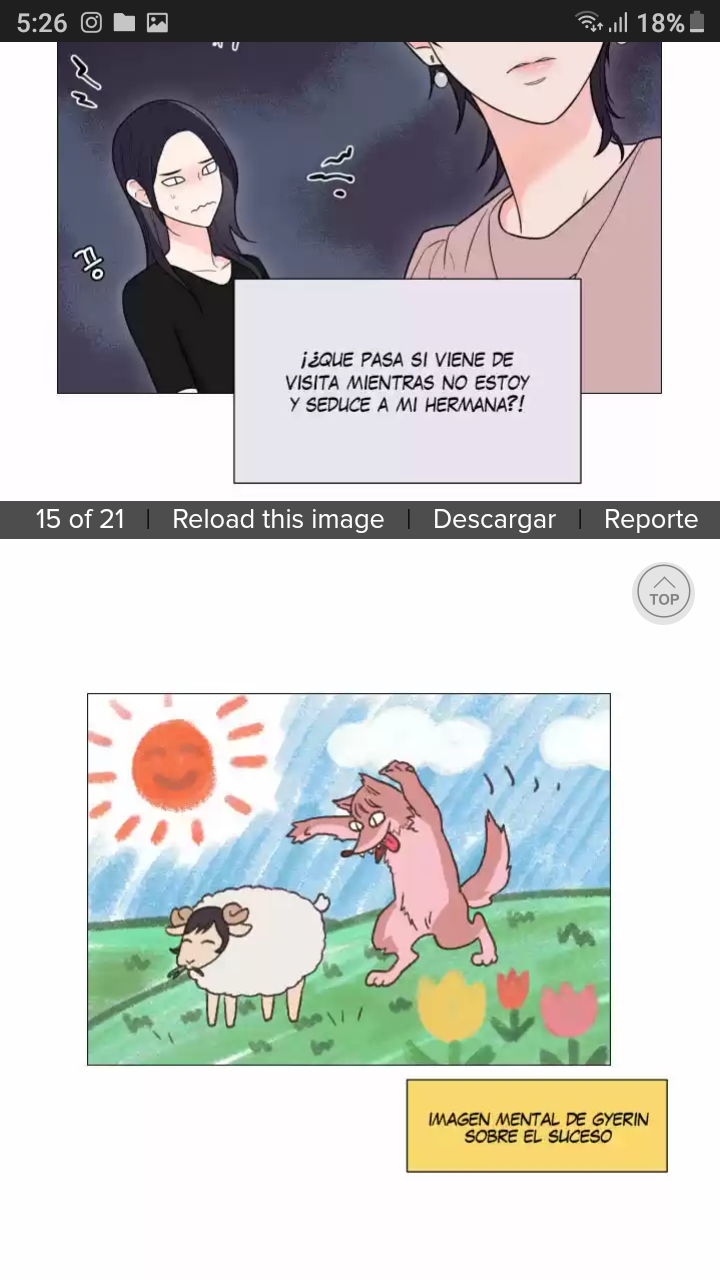 5:26
18%
낑
¡¿QUE PASA SI VIENE DE
VISITA MIENTRAS NO ESTOY
Y SEDUCE A MI HERMANA?!
15 of 21 | Reload this image | Descargar | Reporte
TOP
IMAGEN MENTAL DE GYERIN
SOBRE EL SUCESO